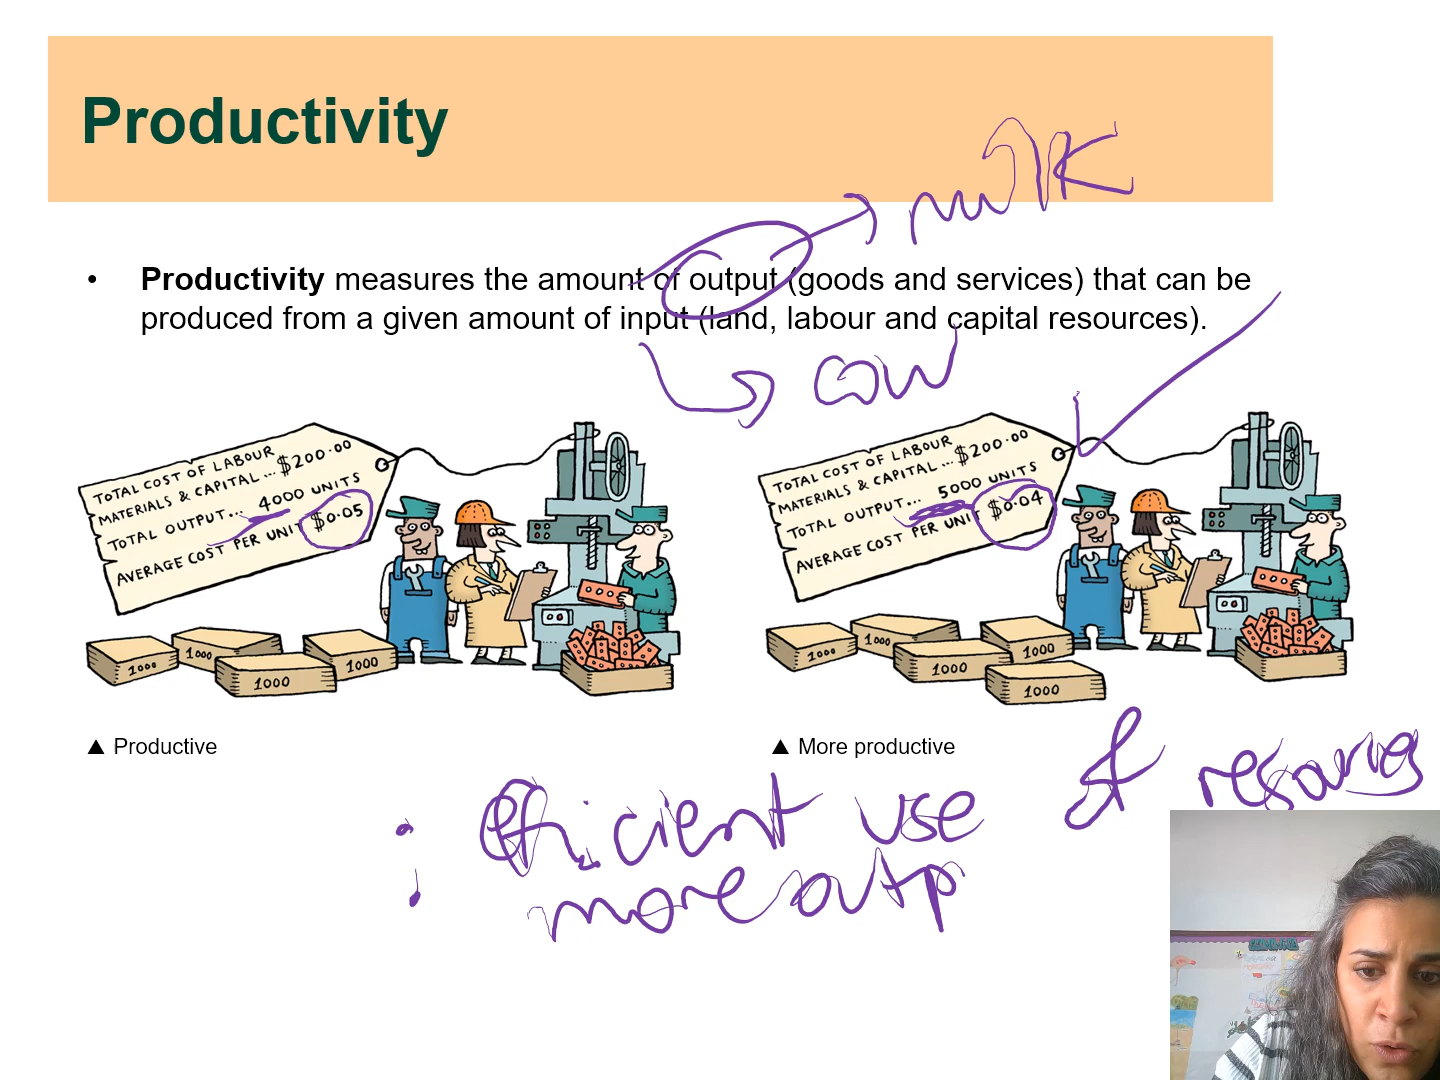 Productivity
milk
• Productivity measures the amount of output (goods and services) that can be
produced from a given amount of input (land, labour and capital resources).
cow
TOTAL COST OF LABOUR
MATERIALS & CAPITAL... $200.00
TOTAL OUTPUT... 4000 UNITS
AVERAGE COST PER UNIT $0.05
1000
1000
1000
1000
TOTAL COST OF LABOUR
MATERIALS & CAPITAL... $200.00
TOTAL OUTPUT... 5000 UNITS
AVERAGE COST PER UNIT $0.04
1000
1000
1000
1000
1000
▲ Productive
▲ More productive
: efficient use of
more outp